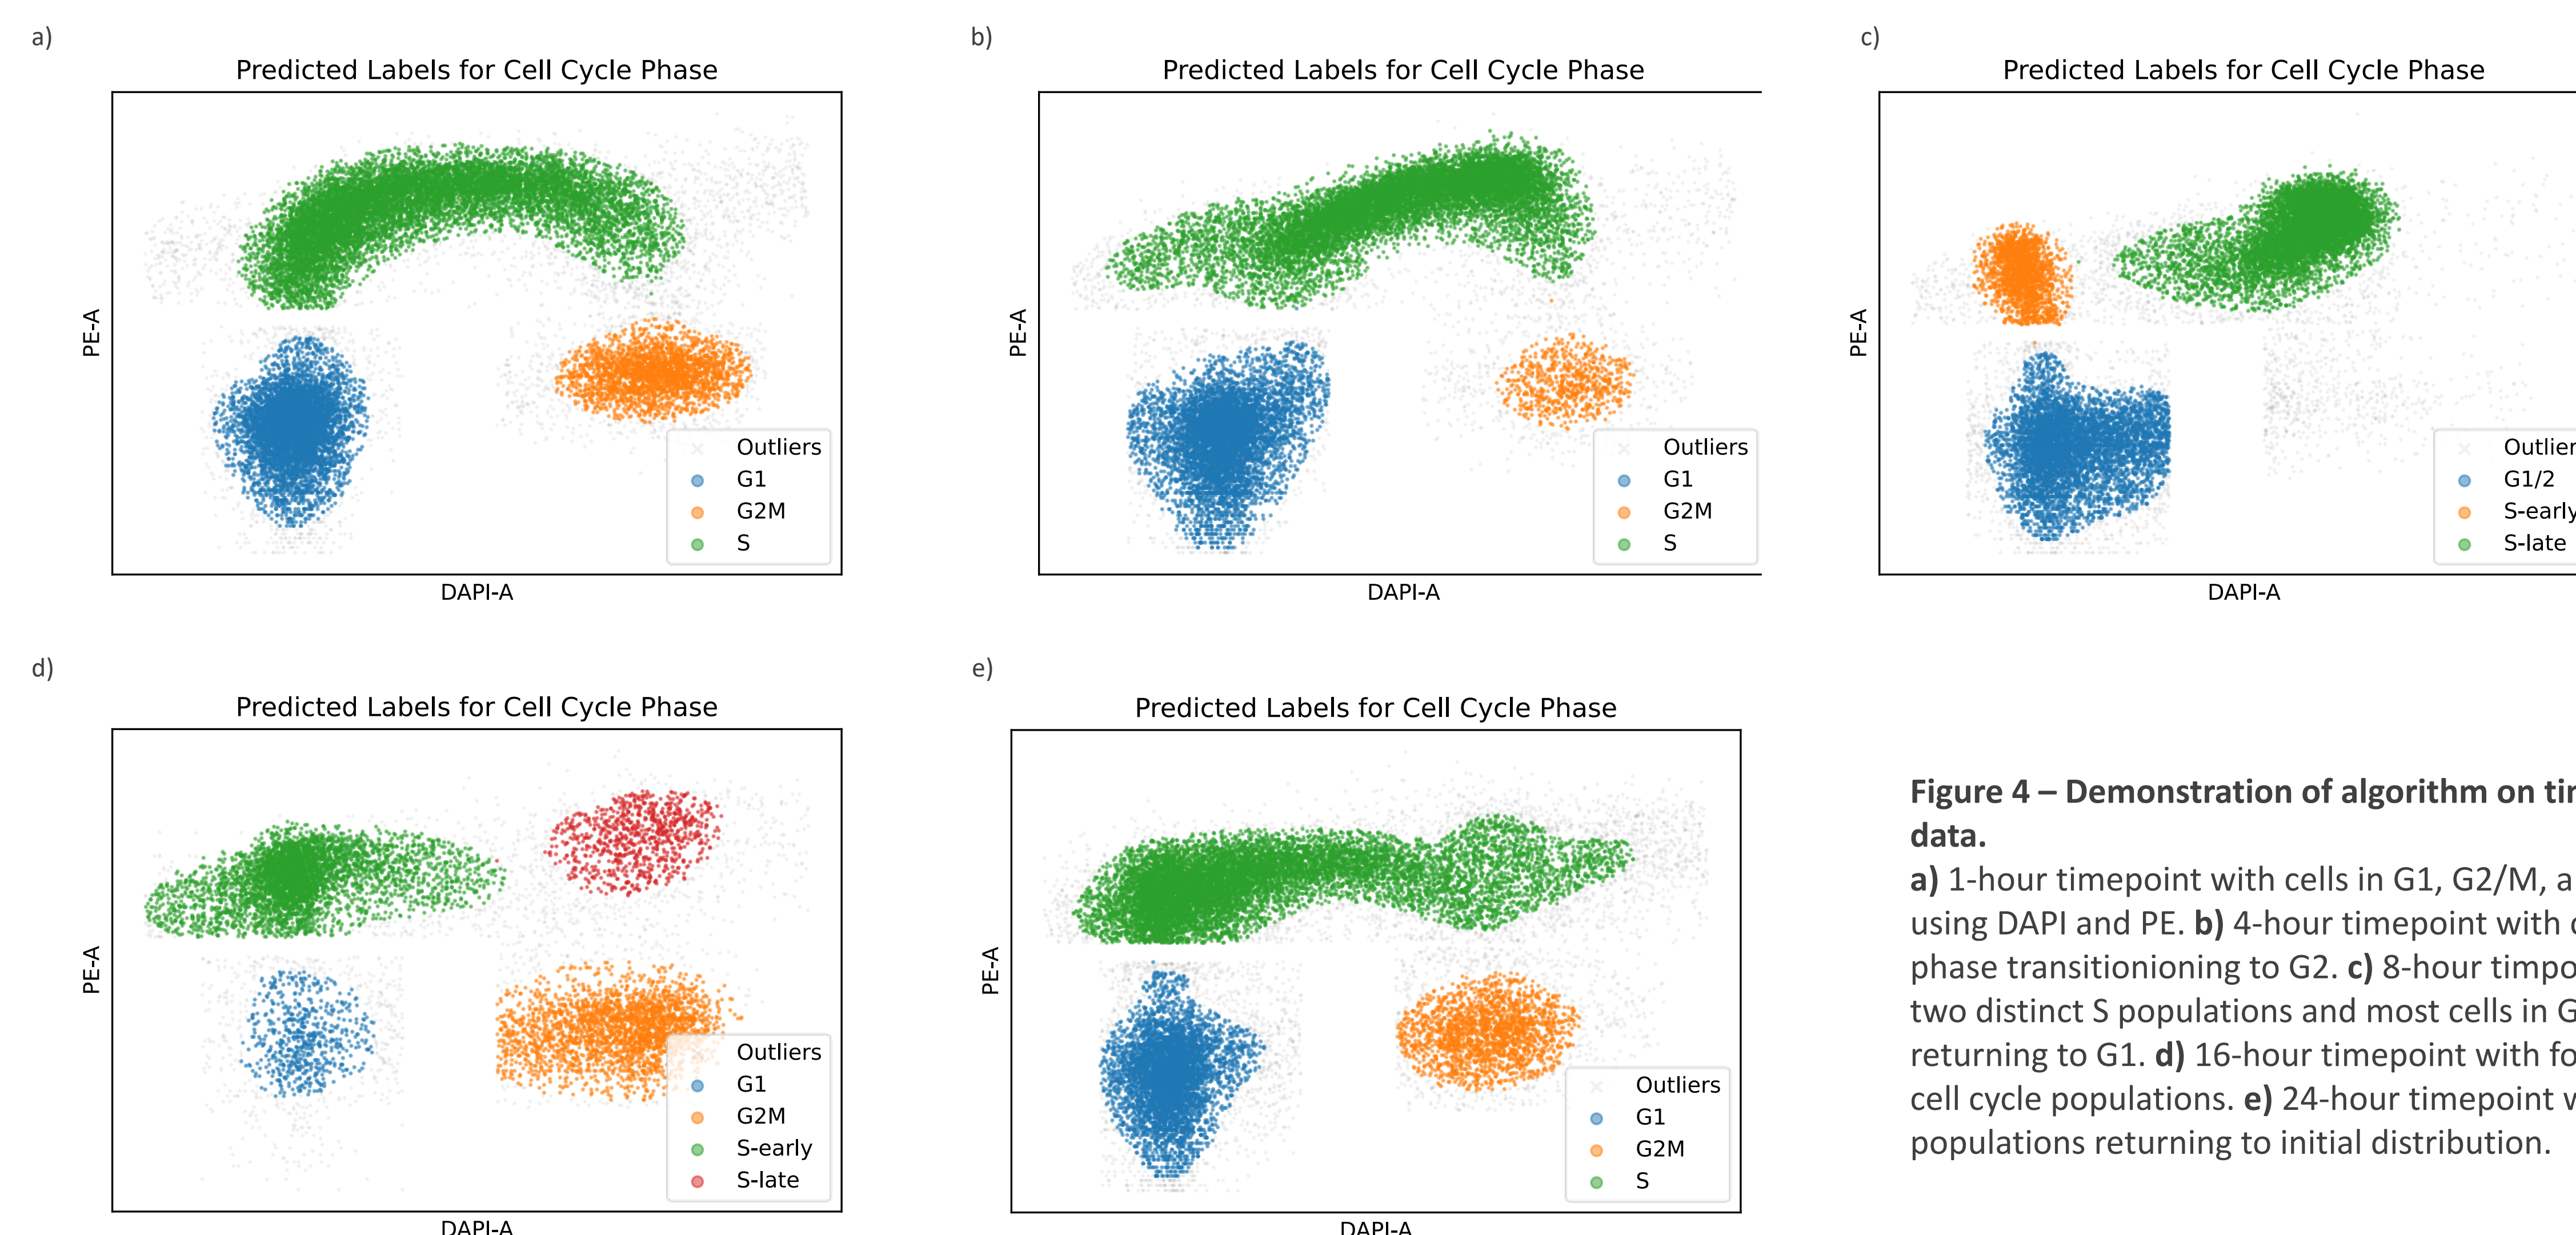 a)
Predicted Labels for Cell Cycle Phase
PE-A
Outliers
G1
G2M
S
DAPI-A
b)
Predicted Labels for Cell Cycle Phase
PE-A
Outliers
G1
G2M
S
DAPI-A
c)
Predicted Labels for Cell Cycle Phase
PE-A
G1/2
S-early
S-late
DAPI-A
d)
Predicted Labels for Cell Cycle Phase
PE-A
Outliers
G1
G2M
S-early
S-late
DAPI-A
e)
Predicted Labels for Cell Cycle Phase
PE-A
Outliers
G1
G2M
S
DAPI-A
Figure 4 – Demonstration of algorithm on
data.
a) 1-hour timepoint with cells in G1, G2/M,
using DAPI and PE. b) 4-hour timepoint with
phase transitionioning to G2. c) 8-hour
two distinct S populations and most cells in
returning to G1. d) 16-hour timepoint with
cell cycle populations. e) 24-hour timepoint
populations returning to initial distribution.